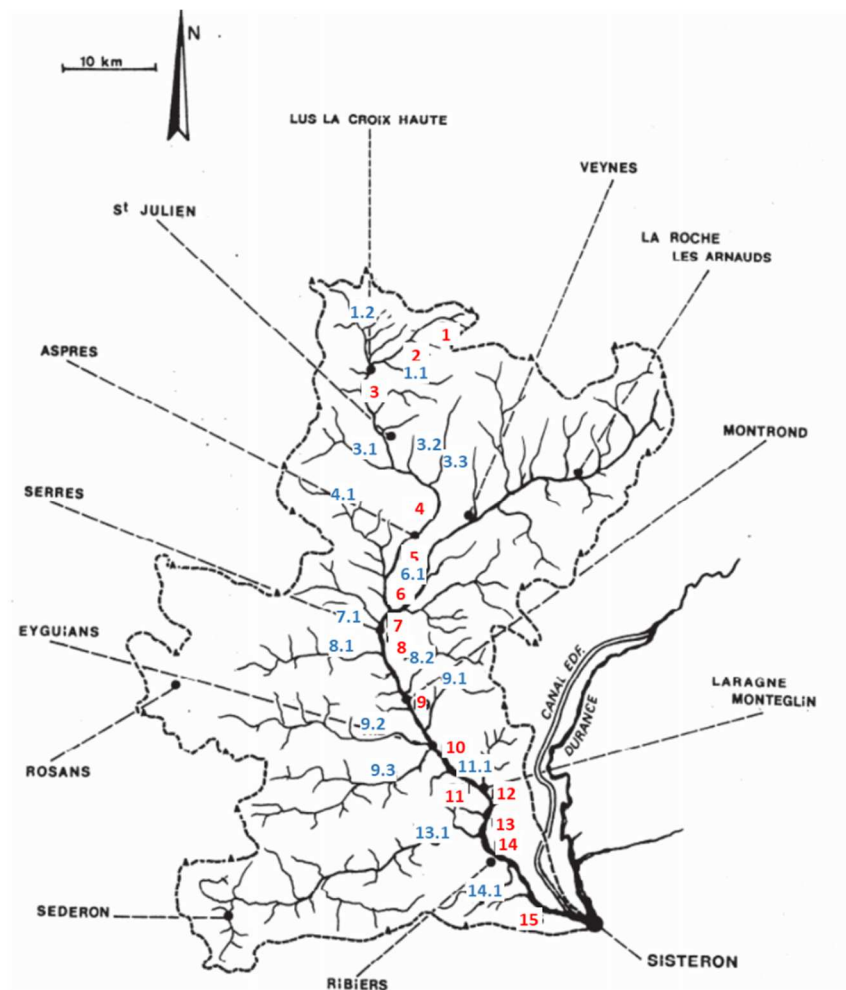 N
10 km
LUS LA CROIX HAUTE
VEYNES
St JULIEN
LA ROCHE
LES ARNAUDS
1.2
1
ASPRES
2
1.1
3
MONTROND
3.1
3.2
3.3
SERRES
4.1
4
5
6.1
6
7.1
7
EYGUIANS
8.1
8
8.2
9.1
LARAGNE
MONTEGLIN
CANAL EDF.
DURANCE
9
9.2
10
ROSANS
9.3
11.1
11
12
13
13.1
14
14.1
SEDERON
15
SISTERON
RIBIERS